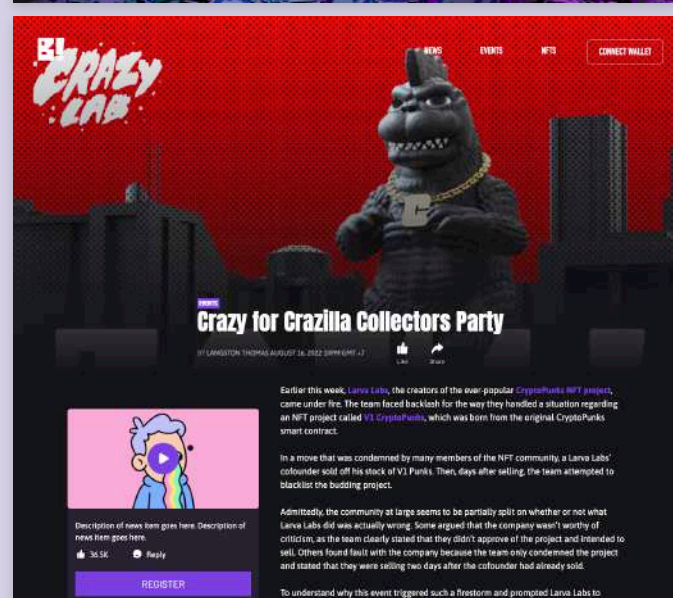 B!
CRAZY
LAB
NEWS EVENTS NFTS CONNECT WALLET
C
EVENTS
Crazy for Crazilla Collectors Party
BY LANGSTON THOMAS AUGUST 16, 2022 10PM GMT +7
Like Share
Earlier this week, Larva Labs, the creators of the ever-popular CryptoPunks NFT project,
came under fire. The team faced backlash for the way they handled a situation regarding
an NFT project called V1 CryptoPunks, which was born from the original CryptoPunks
smart contract.
In a move that was condemned by many members of the NFT community, a Larva Labs'
cofounder sold off his stock of V1 Punks. Then, days after selling, the team attempted to
blacklist the budding project.
Admittedly, the community at large seems to be partially split on whether or not what
Larva Labs did was actually wrong. Some argued that the company wasn't worthy of
criticism, as the team clearly stated that they didn't approve of the project and intended to
sell. Others found fault with the company because the team only condemned the project
and stated that they were selling two days after the cofounder had already sold.
To understand why this event triggered such a firestorm and prompted Larva Labs to
Description of news item goes here. Description of
news item goes here.
36.5K Reply
REGISTER